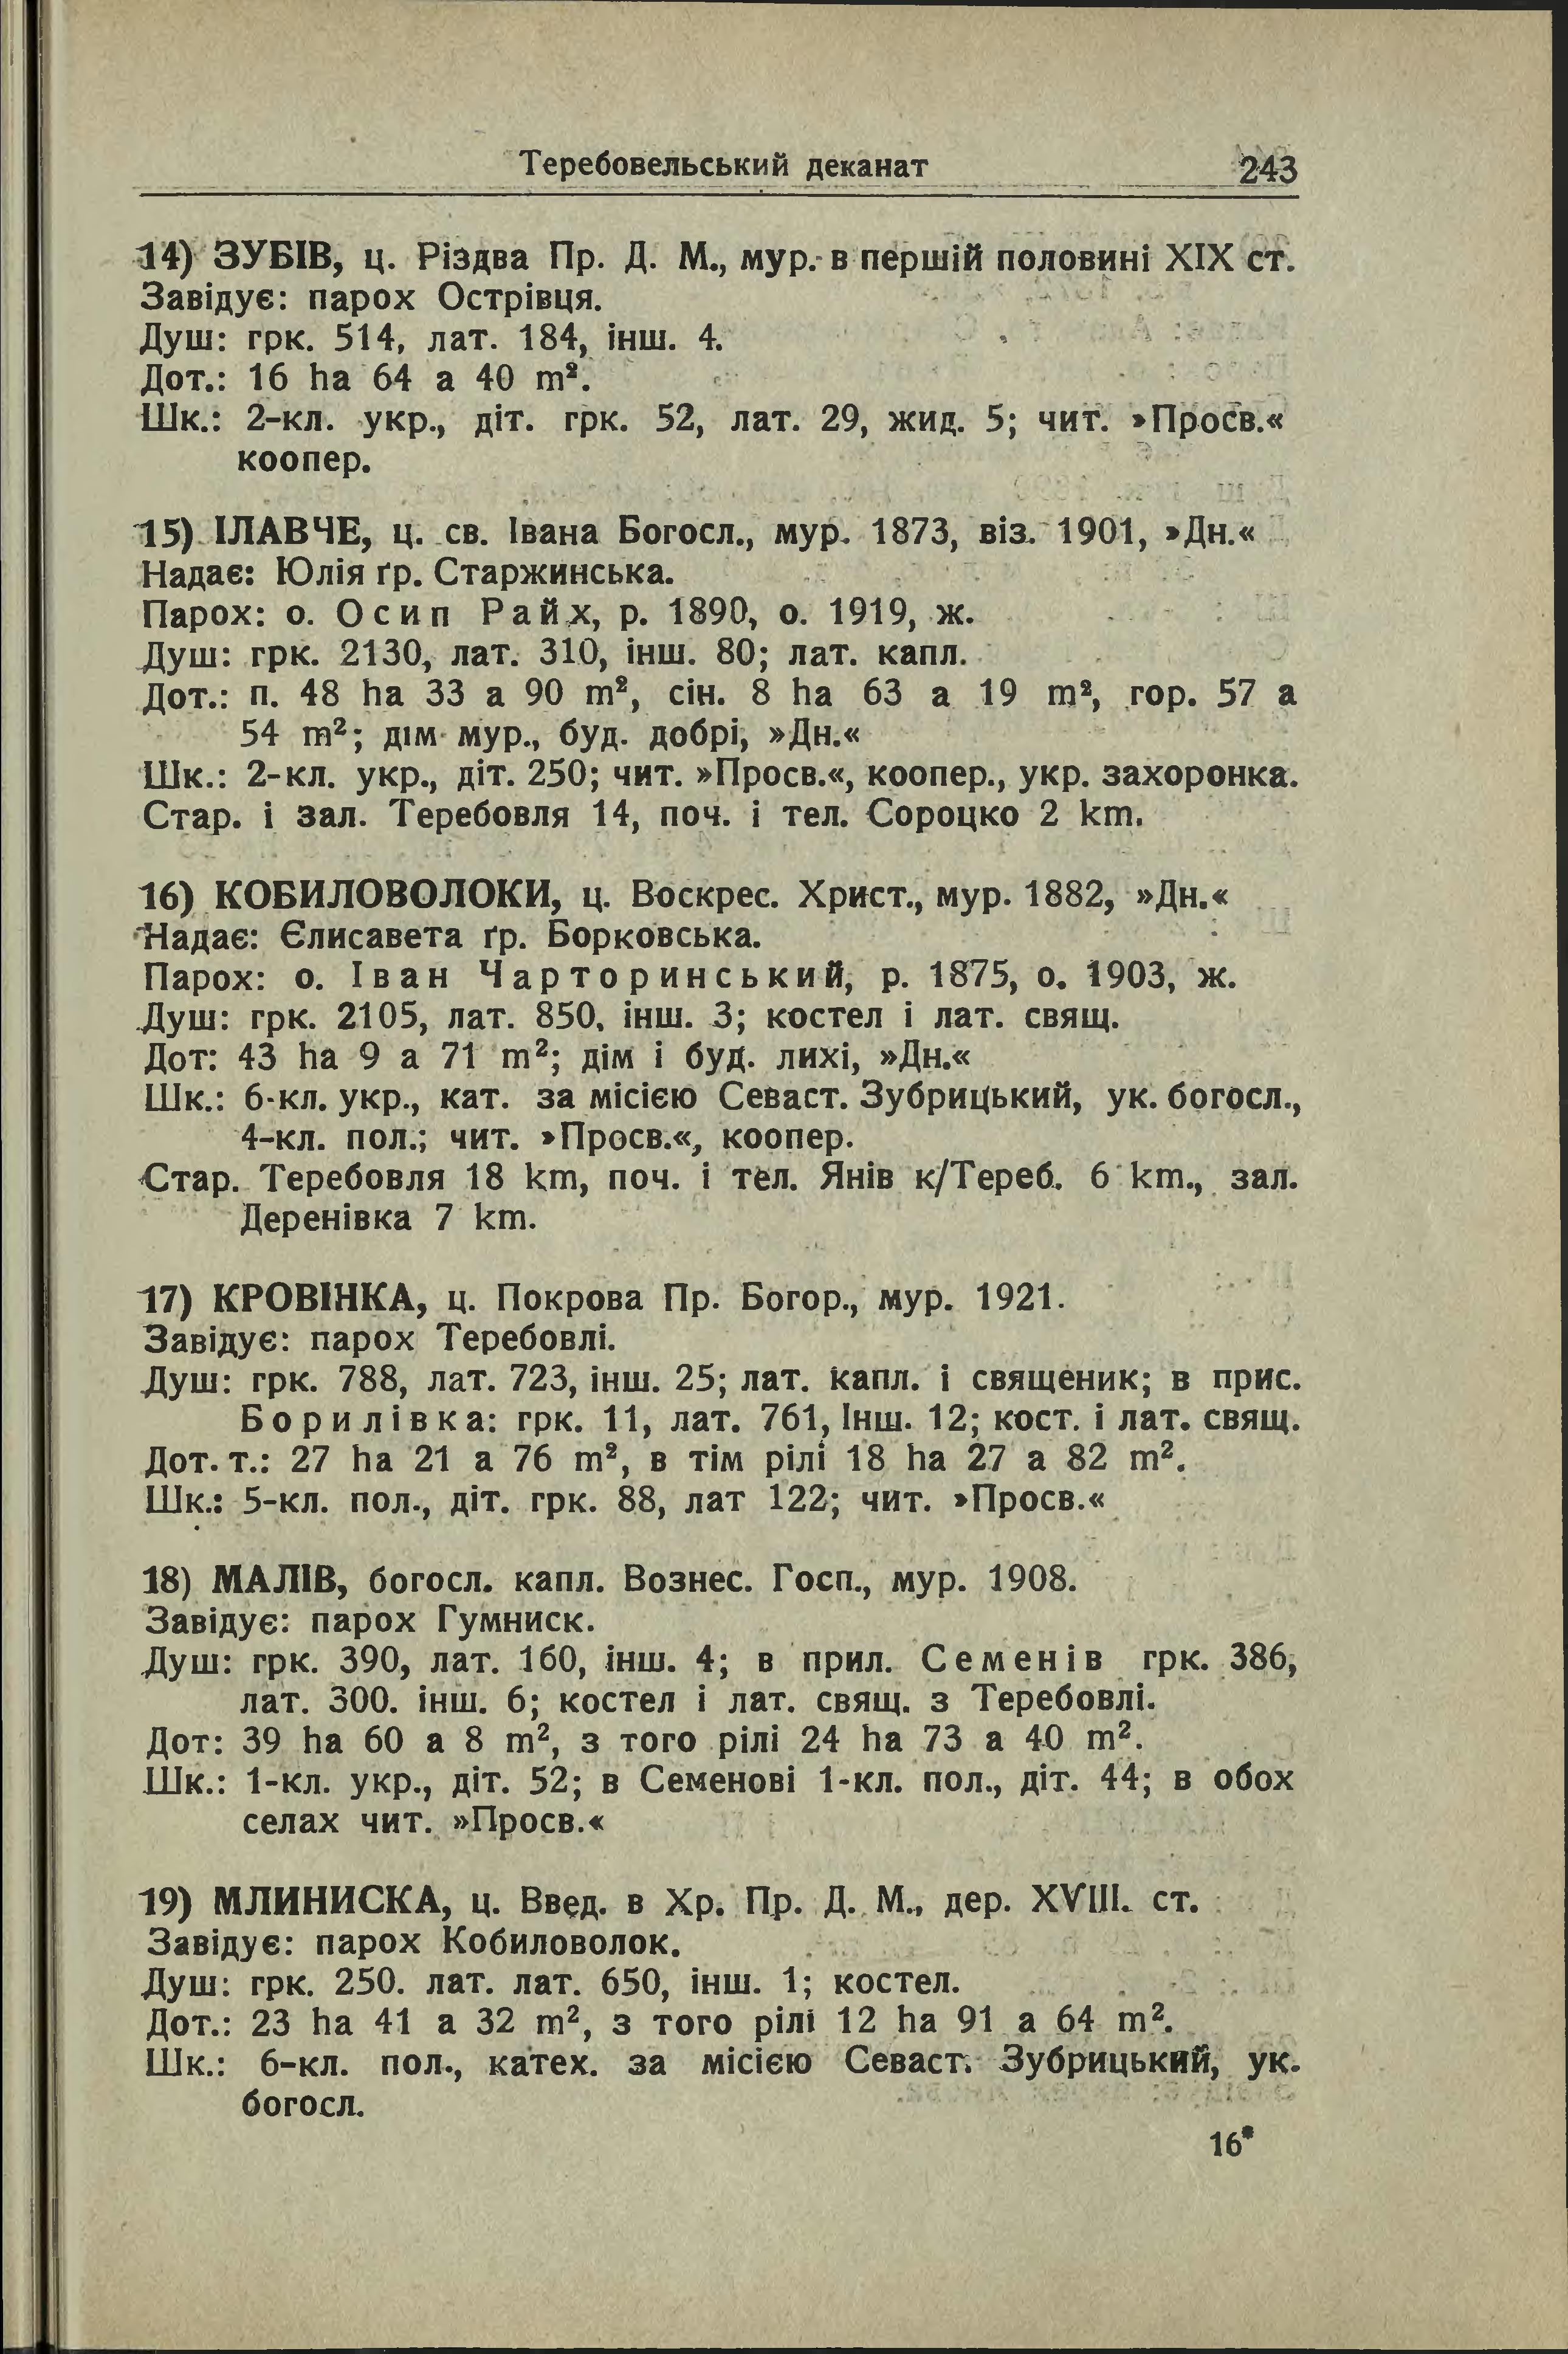 Теребовельський деканат 243
14) ЗУБІВ, ц. Різдва Пр. Д. М., мур. в першій половині XIX ст.
Завідує: парох Острівця.
Душ: грк. 514, лат. 184, інш. 4.
Дот.: 16 ha 64 a 40 m².
Шк.: 2-кл. укр., діт. грк. 52, лат. 29, жид. 5; чит. »Просв.«
коопер.
15) ІЛАВЧЕ, ц. св. Івана Богосл., мур. 1873, віз. 1901, »Дн.«
Надає: Юлія ґр. Старжинська.
Парох: о. Осип Райх, р. 1890, о. 1919, ж.
Душ: грк. 2130, лат. 310, інш. 80; лат. капл.
Дот.: п. 48 ha 33 a 90 m², сін. 8 ha 63 a 19 m², гор. 57 a
54 m²; дім мур., буд. добрі, »Дн.«
Шк.: 2-кл. укр., діт. 250; чит. »Просв.«, коопер., укр. захоронка.
Стар. і зал. Теребовля 14, поч. і тел. Сороцко 2 km.
16) КОБИЛОВОЛОКИ, ц. Воскрес. Христ., мур. 1882, »Дн.«
Надає: Єлисавета ґр. Борковська.
Парох: о. Іван Чарторинський, р. 1875, о. 1903, ж.
Душ: грк. 2105, лат. 850, інш. 3; костел і лат. свящ.
Дот: 43 ha 9 a 71 m²; дім і буд. лихі, »Дн.«
Шк.: 6-кл. укр., кат. за місією Севаст. Зубрицький, ук. богосл.,
4-кл. пол.; чит. »Просв.«, коопер.
Стар. Теребовля 18 km, поч. і тел. Янів к/Тереб. 6 km., зал.
Деренівка 7 km.
17) КРОВІНКА, ц. Покрова Пр. Богор., мур. 1921.
Завідує: парох Теребовлі.
Душ: грк. 788, лат. 723, інш. 25; лат. капл. і священик; в прис.
Борилівка: грк. 11, лат. 761, Інш. 12; кост. і лат. свящ.
Дот. т.: 27 ha 21 a 76 m², в тім рілі 18 ha 27 a 82 m².
Шк.: 5-кл. пол., діт. грк. 88, лат 122; чит. »Просв.«
18) МАЛІВ, богосл. капл. Вознес. Госп., мур. 1908.
Завідує: парох Гумниск.
Душ: грк. 390, лат. 160, інш. 4; в прил. Семенів грк. 386,
лат. 300. інш. 6; костел і лат. свящ. з Теребовлі.
Дот: 39 ha 60 a 8 m², з того рілі 24 ha 73 a 40 m².
Шк.: 1-кл. укр., діт. 52; в Семенові 1-кл. пол., діт. 44; в обох
селах чит. »Просв.«
19) МЛИНИСКА, ц. Введ. в Хр. Пр. Д. М., дер. XVIII. ст.
Завідує: парох Кобиловолок.
Душ: грк. 250. лат. лат. 650, інш. 1; костел.
Дот.: 23 ha 41 a 32 m², з того рілі 12 ha 91 a 64 m².
Шк.: 6-кл. пол., катех. за місією Севаст. Зубрицький, ук.
богосл.
16*